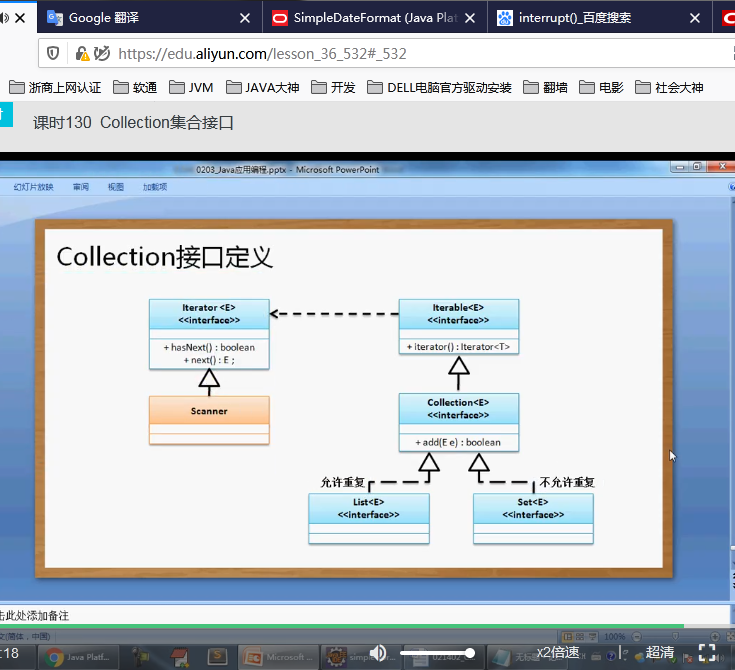 Google 翻译
SimpleDateFormat (Java Plat
interrupt()_百度搜索
https://edu.aliyun.com/lesson_36_532#_532
浙商上网认证 软通 JVM JAVA大神 开发 DELL电脑官方驱动安装 翻墙 电影 社会大神
课时130 Collection集合接口
0203_Java应用编程.pptx - Microsoft PowerPoint
幻灯片放映 审阅 视图 加载项
Collection接口定义
Iterator <E>
<<interface>>
+ hasNext() : boolean
+ next() : E ;
Scanner
Iterable<E>
<<interface>>
+ iterator() : Iterator<T>
Collection<E>
<<interface>>
+ add(E e) : boolean
允许重复
不允许重复
List<E>
<<interface>>
Set<E>
<<interface>>
击此处添加备注
文(简体，中国)
100%
:18
Java Platf...
Microsoft ...
x2倍速
超清